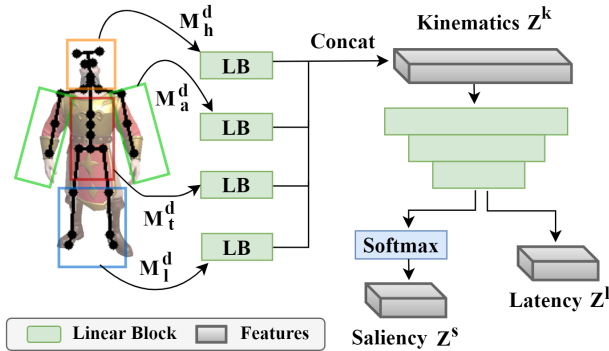 M_h^d
M_a^d
M_t^d
M_l^d
LB
LB
LB
LB
Concat
Kinematics Z^k
Softmax
Saliency Z^s
Latency Z^l
Linear Block
Features